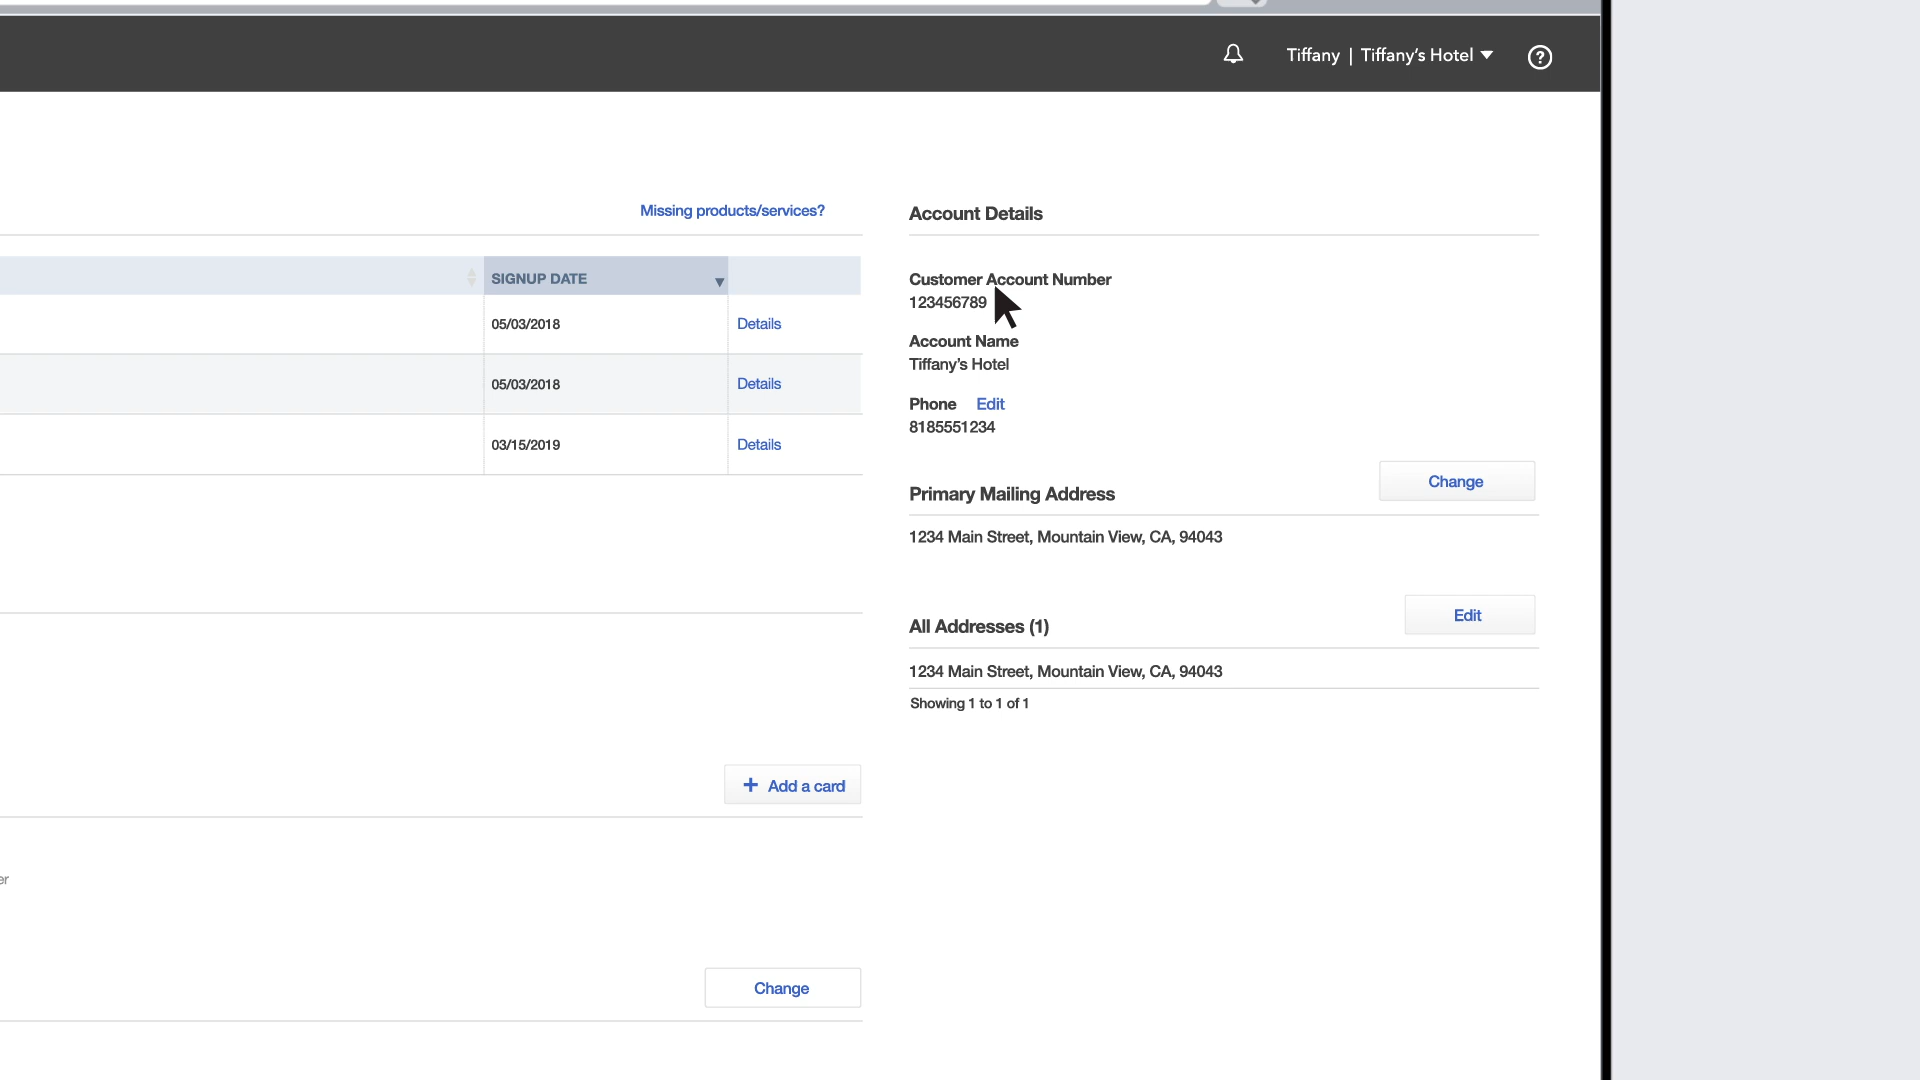 Tiffany | Tiffany's Hotel
Missing products/services?
SIGNUP DATE
05/03/2018 Details
05/03/2018 Details
03/15/2019 Details
+ Add a card
er
Change
Account Details
Customer Account Number
123456789
Account Name
Tiffany's Hotel
Phone Edit
8185551234
Primary Mailing Address Change
1234 Main Street, Mountain View, CA, 94043
All Addresses (1) Edit
1234 Main Street, Mountain View, CA, 94043
Showing 1 to 1 of 1